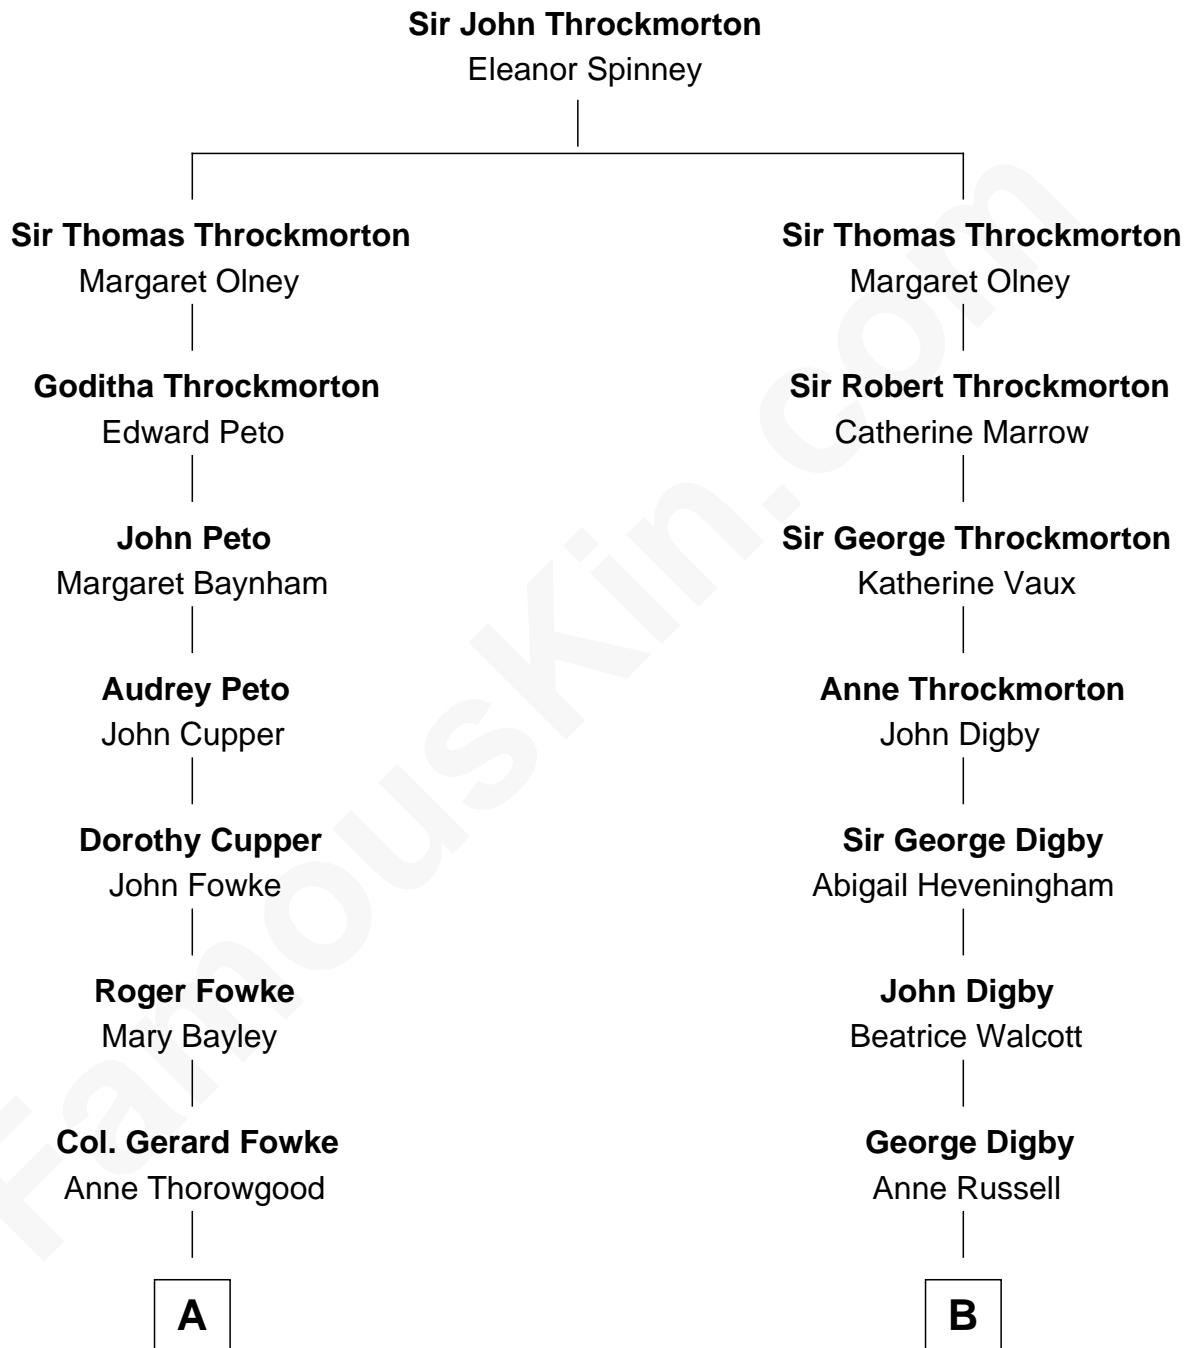 Sir John Throckmorton
Eleanor Spinney
Sir Thomas Throckmorton
Margaret Olney
Goditha Throckmorton
Edward Peto
John Peto
Margaret Baynham
Audrey Peto
John Cupper
Dorothy Cupper
John Fowke
Roger Fowke
Mary Bayley
Col. Gerard Fowke
Anne Thorowgood
A
Sir Thomas Throckmorton
Margaret Olney
Sir Robert Throckmorton
Catherine Marrow
Sir George Throckmorton
Katherine Vaux
Anne Throckmorton
John Digby
Sir George Digby
Abigail Heveningham
John Digby
Beatrice Walcott
George Digby
Anne Russell
B
FamousKin.com